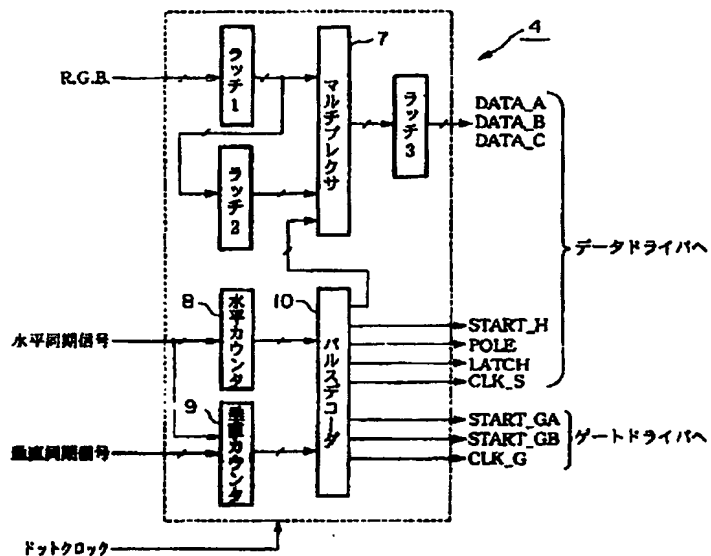 4
R.G.B.
ラッチ1
7
マルチプレクサ
ラッチ3
DATA_A
DATA_B
DATA_C
ラッチ2
データドライバへ
8
水平カウンタ
10
パルスデコーダ
水平同期信号
START_H
POLE
LATCH
CLK_S
9
垂直カウンタ
垂直同期信号
START_GA
START_GB
CLK_G
ゲートドライバへ
ドットクロック